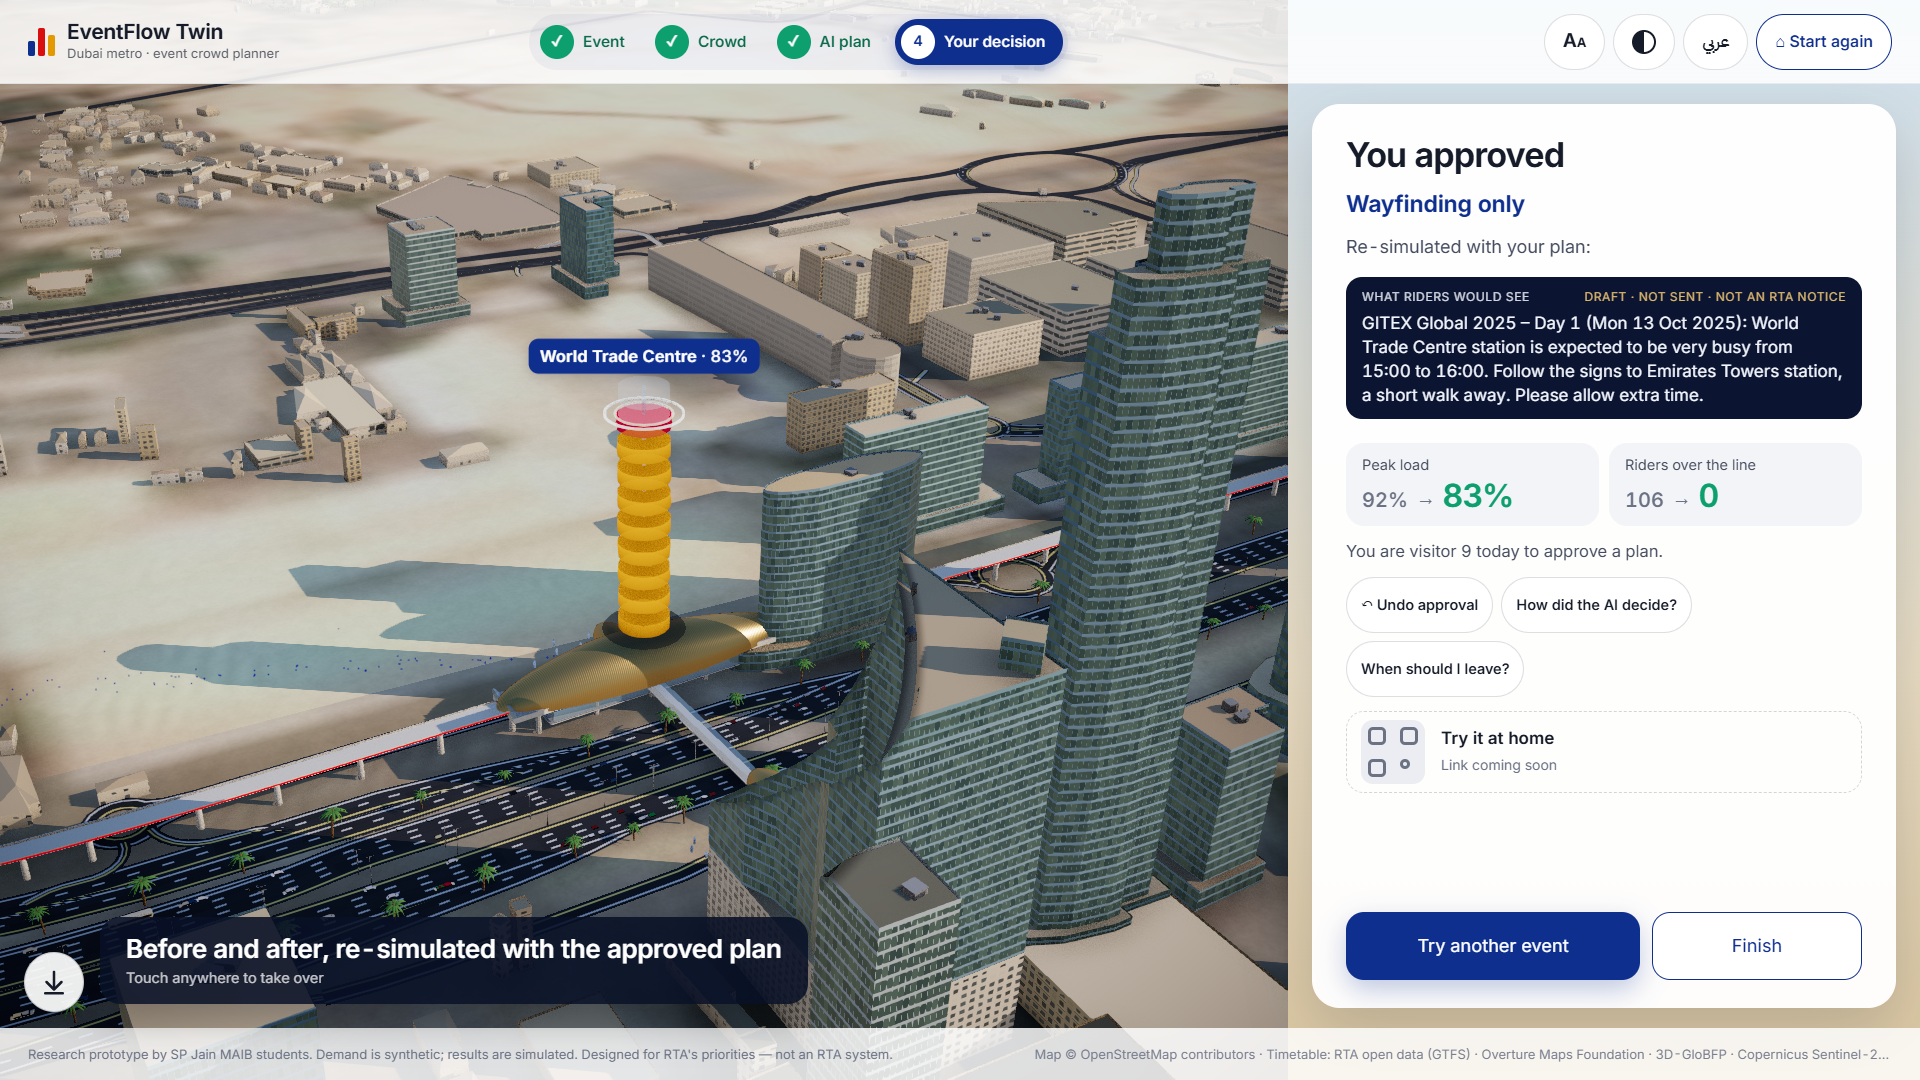 EventFlow Twin
Dubai metro · event crowd planner
Event
Crowd
AI plan
4 Your decision
AA
عربي
Start again
World Trade Centre · 83%
Before and after, re-simulated with the approved plan
Touch anywhere to take over
You approved
Wayfinding only
Re-simulated with your plan:
WHAT RIDERS WOULD SEE
DRAFT · NOT SENT · NOT AN RTA NOTICE
GITEX Global 2025 – Day 1 (Mon 13 Oct 2025): World
Trade Centre station is expected to be very busy from
15:00 to 16:00. Follow the signs to Emirates Towers station,
a short walk away. Please allow extra time.
Peak load
92% → 83%
Riders over the line
106 → 0
You are visitor 9 today to approve a plan.
Undo approval
How did the AI decide?
When should I leave?
Try it at home
Link coming soon
Try another event
Finish
Research prototype by SP Jain MAIB students. Demand is synthetic; results are simulated. Designed for RTA's priorities — not an RTA system.
Map © OpenStreetMap contributors · Timetable: RTA open data (GTFS) · Overture Maps Foundation · 3D-GloBFP · Copernicus Sentinel-2...